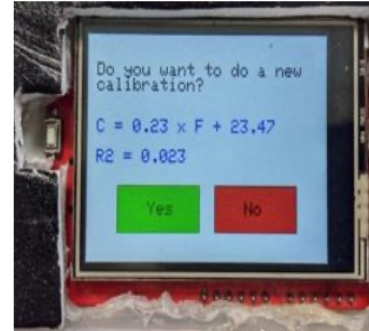 Do you want to do a new
calibration?
C = 0.23 x F + 23.47
R2 = 0.023
Yes No